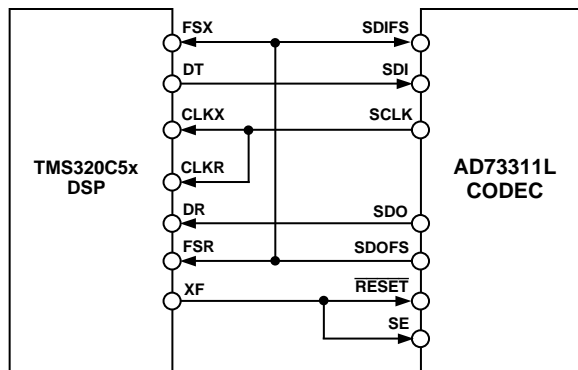 FSX SDIFS
DT SDI
CLKX SCLK
TMS320C5x
DSP
CLKR
AD73311L
CODEC
DR SDO
FSR SDOFS
XF RESET
SE